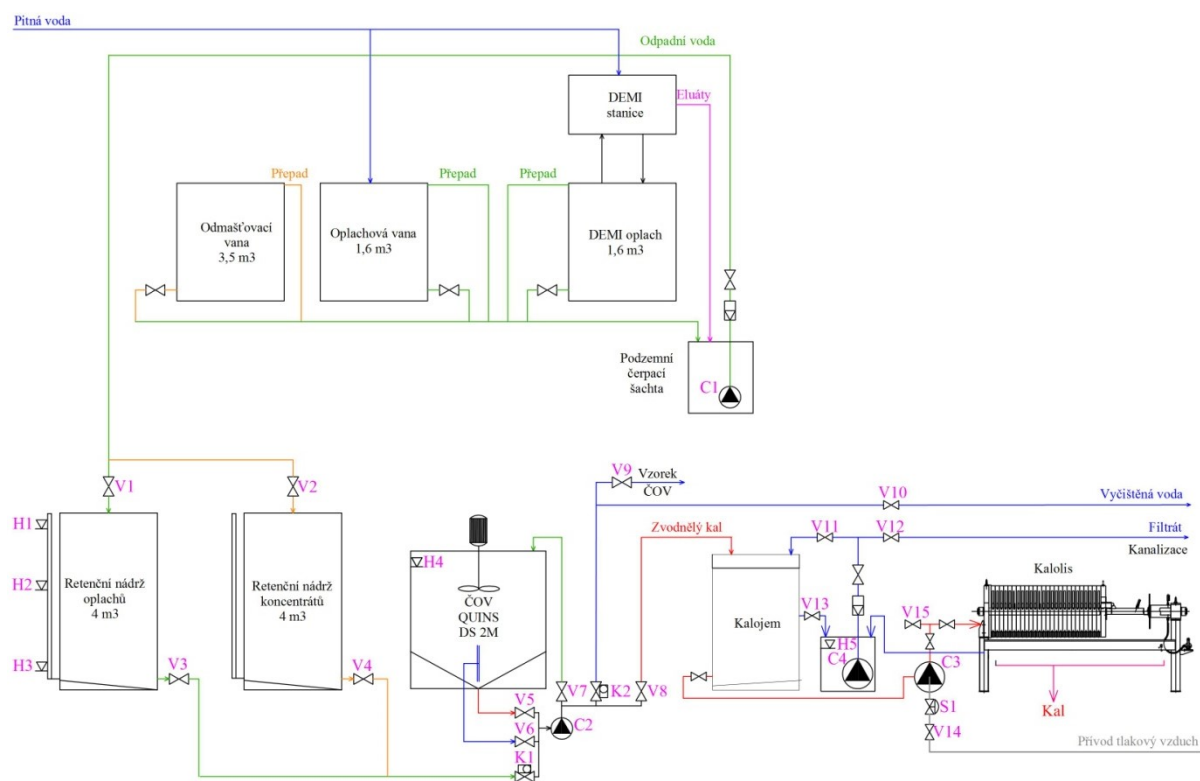 Pitná voda
Odpadní voda
DEMI
stanice
Eluáty
Přepad
Přepad
Přepad
Odmašťovací
vana
3,5 m3
Oplachová vana
1,6 m3
DEMI oplach
1,6 m3
Podzemní
čerpací
šachta
C1
V1
V2
V9
Vzorek
ČOV
V10
Vyčištěná voda
H1
H2
H3
Retenční nádrž
oplachů
4 m3
Retenční nádrž
koncentrátů
4 m3
H4
ČOV
QUINS
DS 2M
Zvodnělý kal
V11
V12
Filtrát
Kanalizace
Kalolis
Kalojem
V13
H5
C4
V15
C3
V3
V4
V5
V6
K1
V7
K2
V8
C2
S1
V14
Kal
Přívod tlakový vzduch